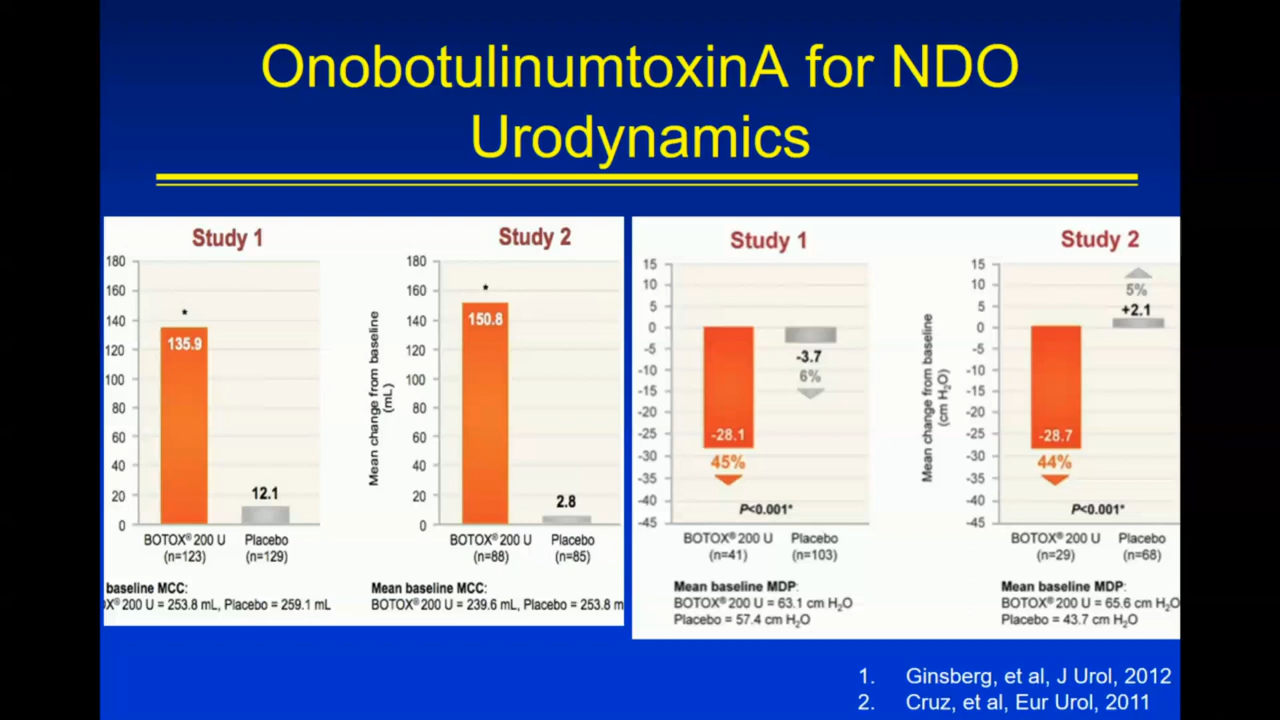 OnobotulinumtoxinA for NDO
Urodynamics
Study 1
180
160
140
120
100
80
60
40
20
0
*
135.9
12.1
BOTOX® 200 U
(n=123)
Placebo
(n=129)
baseline MCC:
X® 200 U = 253.8 mL, Placebo = 259.1 mL
Study 2
Mean change from baseline
(mL)
180
160
140
120
100
80
60
40
20
0
*
150.8
2.8
BOTOX® 200 U
(n=88)
Placebo
(n=85)
Mean baseline MCC:
BOTOX® 200 U = 239.6 mL, Placebo = 253.8 m
Study 1
15
10
5
0
-5
-10
-15
-20
-25
-30
-35
-40
-45
-28.1
45%
-3.7
6%
P<0.001*
BOTOX® 200 U
(n=41)
Placebo
(n=103)
Mean baseline MDP:
BOTOX® 200 U = 63.1 cm H₂O
Placebo = 57.4 cm H₂O
Study 2
Mean change from baseline
(cm H₂O)
15
10
5
0
-5
-10
-15
-20
-25
-30
-35
-40
-45
5%
+2.1
-28.7
44%
P<0.001*
BOTOX® 200 U
(n=29)
Placebo
(n=68)
Mean baseline MDP:
BOTOX® 200 U = 65.6 cm H₂O
Placebo = 43.7 cm H₂O
1. Ginsberg, et al, J Urol, 2012
2. Cruz, et al, Eur Urol, 2011